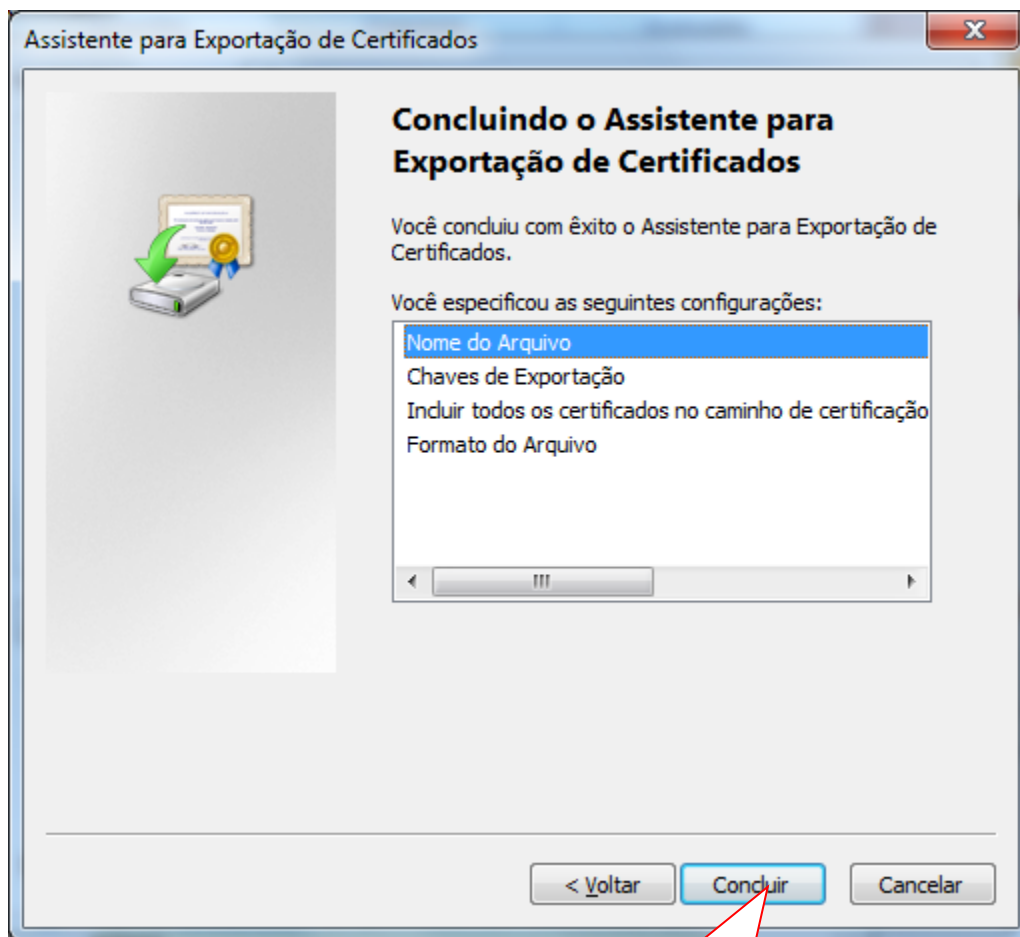 Assistente para Exportação de Certificados
Concluindo o Assistente para
Exportação de Certificados
Você concluiu com êxito o Assistente para Exportação de
Certificados.
Você especificou as seguintes configurações:
Nome do Arquivo
Chaves de Exportação
Incluir todos os certificados no caminho de certificação
Formato do Arquivo
< Voltar
Concluir
Cancelar